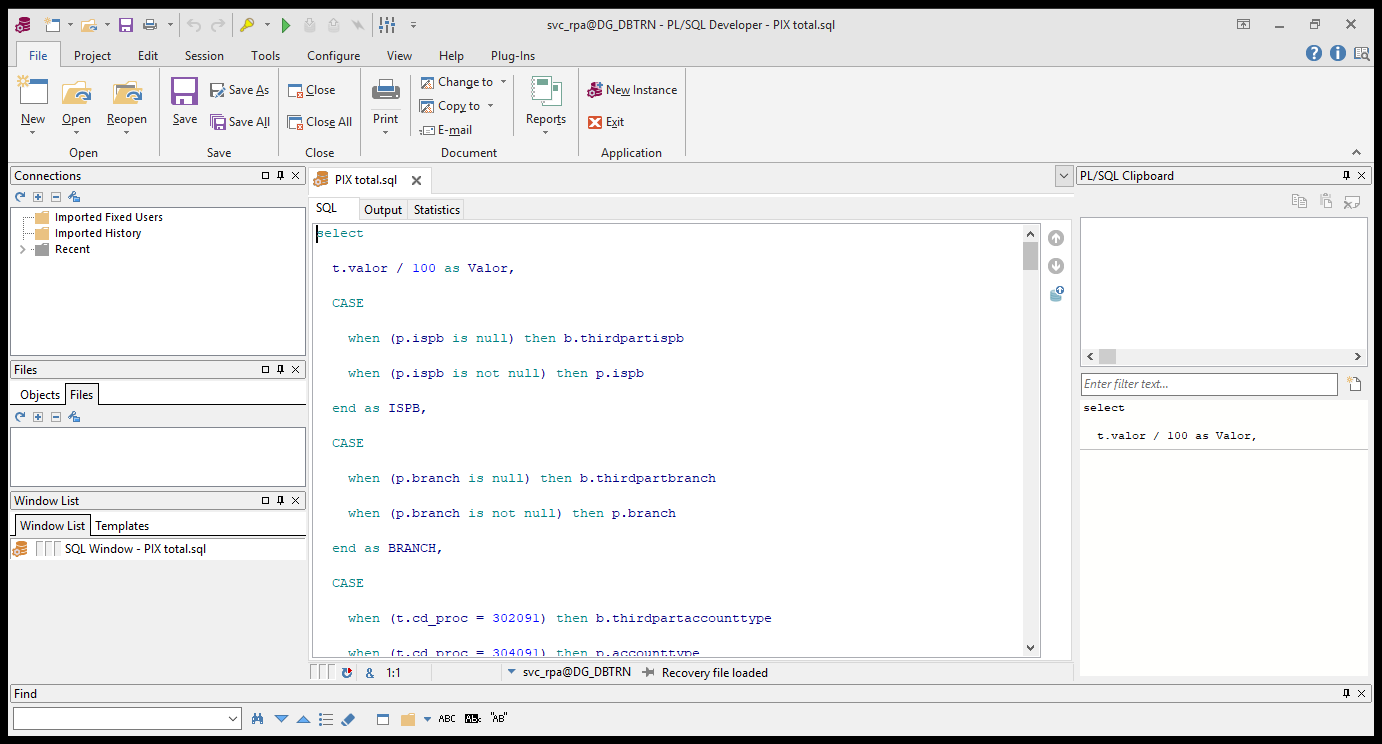 svc_rpa@DG_DBTRN - PL/SQL Developer - PIX total.sql
File Project Edit Session Tools Configure View Help Plug-Ins
New Open Reopen
Open
Save Save As Save All
Save
Close Close All
Close
Print Change to Copy to E-mail Reports
Document
New Instance
Exit
Application
Connections
Imported Fixed Users
Imported History
Recent
Files
Objects Files
Window List
Window List Templates
SQL Window - PIX total.sql
PIX total.sql
SQL Output Statistics
select
t.valor / 100 as Valor,
CASE
when (p.ispb is null) then b.thirdpartispb
when (p.ispb is not null) then p.ispb
end as ISPB,
CASE
when (p.branch is null) then b.thirdpartbranch
when (p.branch is not null) then p.branch
end as BRANCH,
CASE
when (t.cd_proc = 302091) then b.thirdpartaccounttype
when (t.cd_proc = 304091) then p.accounttype
& 1:1 svc_rpa@DG_DBTRN Recovery file loaded
PL/SQL Clipboard
Enter filter text...
select
t.valor / 100 as Valor,
Find
ABC AB "AB"